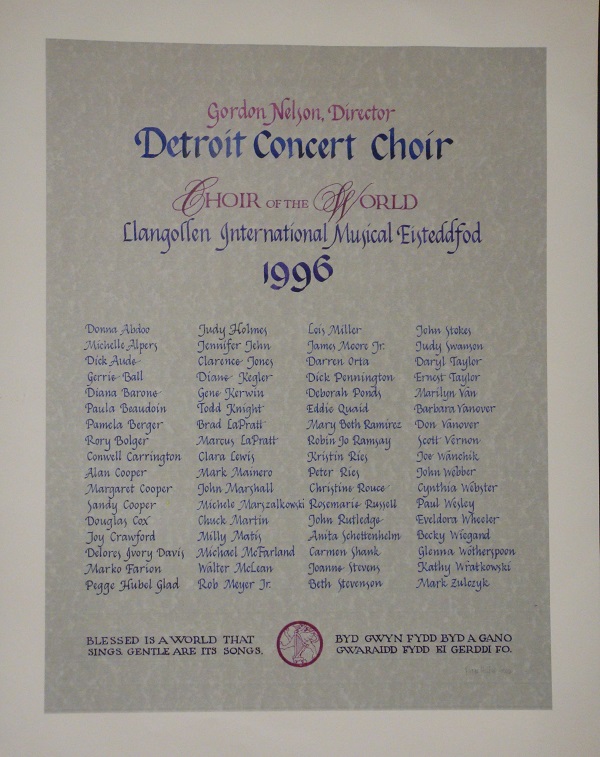 Gordon Nelson, Director
Detroit Concert Choir
CHOIR OF THE WORLD
Llangollen International Musical Eisteddfod
1996
Donna Abdoo
Michelle Alpers
Dick Aude
Gerrie Ball
Diana Barone
Paula Beaudoin
Pamela Berger
Rory Bolger
Conwell Carrington
Alan Cooper
Margaret Cooper
Sandy Cooper
Douglas Cox
Joy Crawford
Delores Ivory Davis
Marko Farion
Pegge Hubel Glad
Judy Holmes
Jennifer Jehn
Clarence Jones
Diane Kegler
Gene Kerwin
Todd Knight
Brad LaPratt
Marcus LaPratt
Clara Lewis
Mark Mainero
John Marshall
Michele Marszalkowski
Chuck Martin
Milly Matis
Michael McFarland
Walter McLean
Rob Meyer Jr.
Lois Miller
James Moore Jr.
Darren Orta
Dick Pennington
Deborah Ponds
Eddie Quaid
Mary Beth Ramirez
Robin Jo Ramsay
Kristin Ries
Peter Ries
Christine Rouce
Rosemarie Russell
John Rutledge
Anita Schettenhelm
Carmen Shank
Joanne Stevens
Beth Stevenson
John Stokes
Judy Swanson
Daryl Taylor
Ernest Taylor
Marilyn Van
Barbara Vanover
Don Vanover
Scott Vernon
Joe Wanchik
John Webber
Cynthia Webster
Paul Wesley
Eveldora Wheeler
Becky Wiegand
Glenna Wotherspoon
Kathy Wratkowski
Mark Zulczyk
BLESSED IS A WORLD THAT
SINGS. GENTLE ARE ITS SONGS.
BYD GWYN FYDD BYD A GANO
GWARAIDD FYDD EI GERDDI FO.